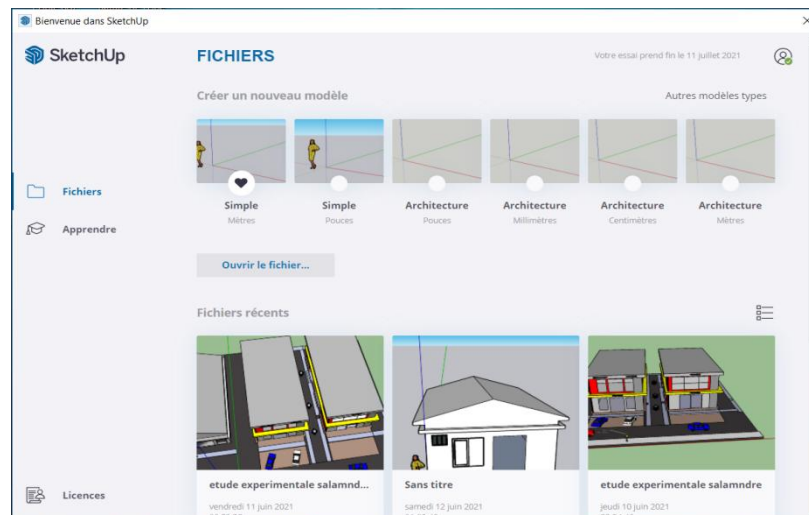 Bienvenue dans SketchUp
SketchUp
FICHIERS
Votre essai prend fin le 11 juillet 2021
Créer un nouveau modèle
Autres modèles types
Simple
Mètres
Simple
Pouces
Architecture
Pouces
Architecture
Millimètres
Architecture
Centimètres
Architecture
Mètres
Fichiers
Apprendre
Ouvrir le fichier...
Fichiers récents
etude experimentale salamnd...
vendredi 11 juin 2021
Sans titre
samedi 12 juin 2021
etude experimentale salamndre
jeudi 10 juin 2021
Licences